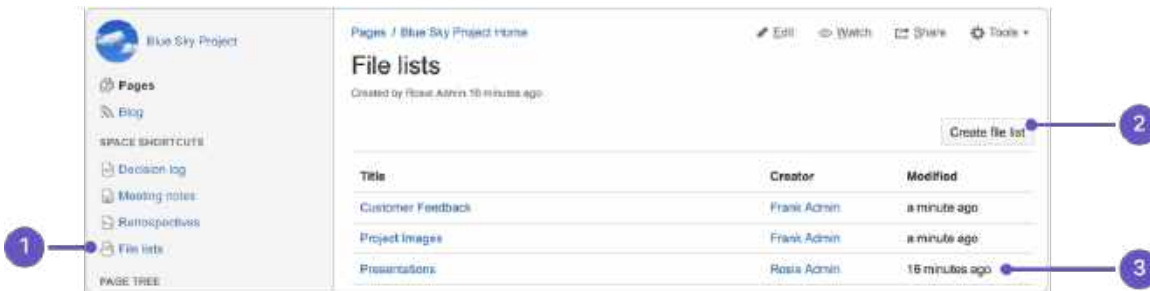 Blue Sky Project
Pages
Blog
SPACE SHORTCUTS
Decision log
Meeting notes
Retrospectives
File lists
PAGE TREE
Pages / Blue Sky Project Home
Edit Watch Share Tools
File lists
Created by Rosie Admin 16 minutes ago
Create file list
Title Creator Modified
Customer Feedback Frank Admin a minute ago
Project Images Frank Admin a minute ago
Presentations Rosie Admin 16 minutes ago
1
2
3